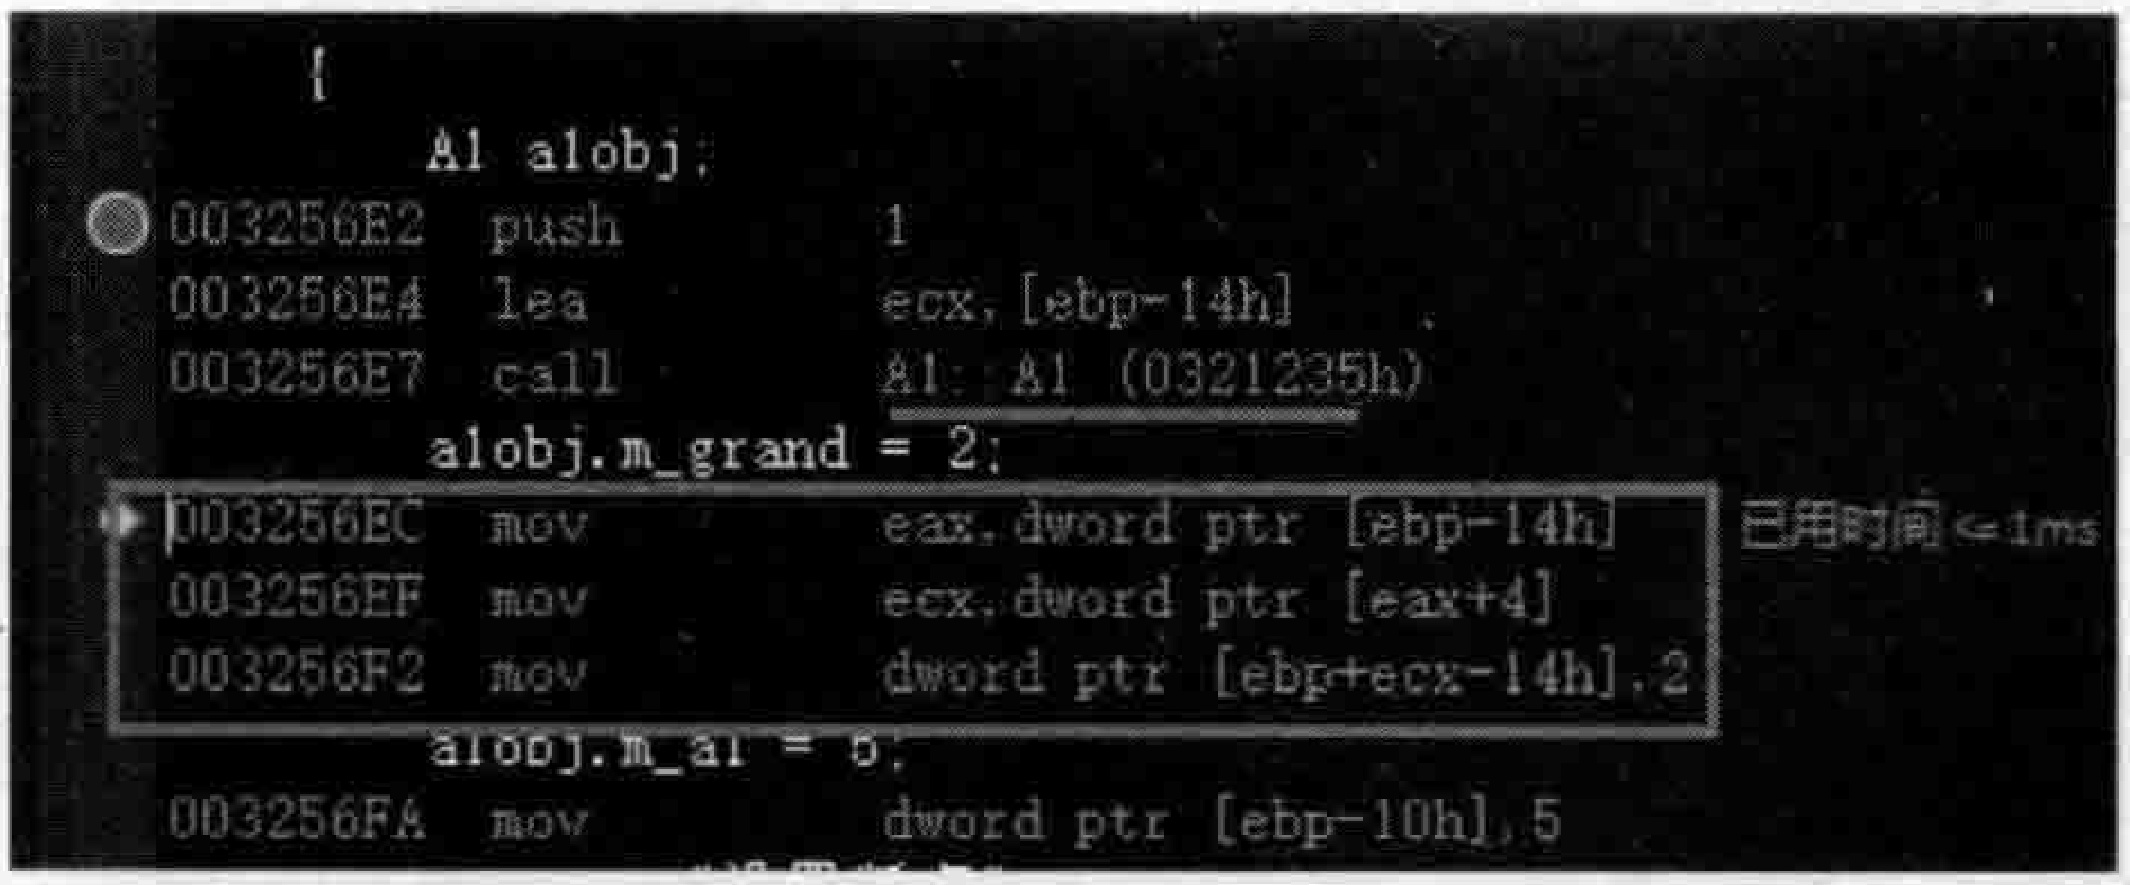 {
A1 a1obj;
003256E2 push 1
003256E4 lea ecx,[ebp-14h]
003256E7 call A1::A1 (0321235h)
a1obj.m_grand = 2;
003256EC mov eax,dword ptr [ebp-14h] 已用时间<=1ms
003256EF mov ecx,dword ptr [eax+4]
003256F2 mov dword ptr [ebp+ecx-14h],2
a1obj.m_a1 = 5;
003256FA mov dword ptr [ebp-10h],5